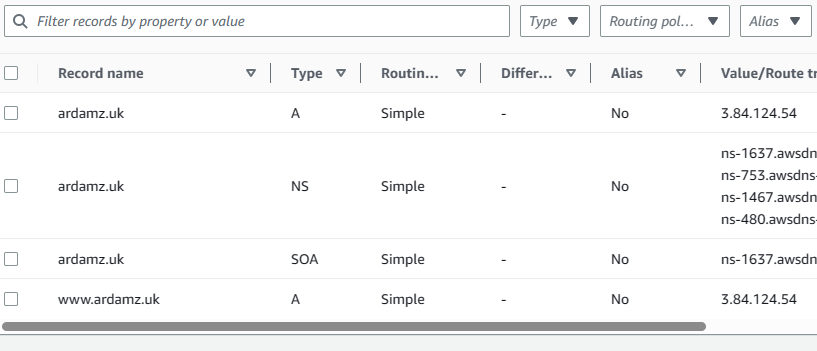 Filter records by property or value Type Routing pol... Alias
Record name Type Routin... Differ... Alias Value/Route tr
ardamz.uk A Simple - No 3.84.124.54
ardamz.uk NS Simple - No ns-1637.awsdn
ns-753.awsdns-
ns-1467.awsdn
ns-480.awsdns-
ardamz.uk SOA Simple - No ns-1637.awsdn
www.ardamz.uk A Simple - No 3.84.124.54